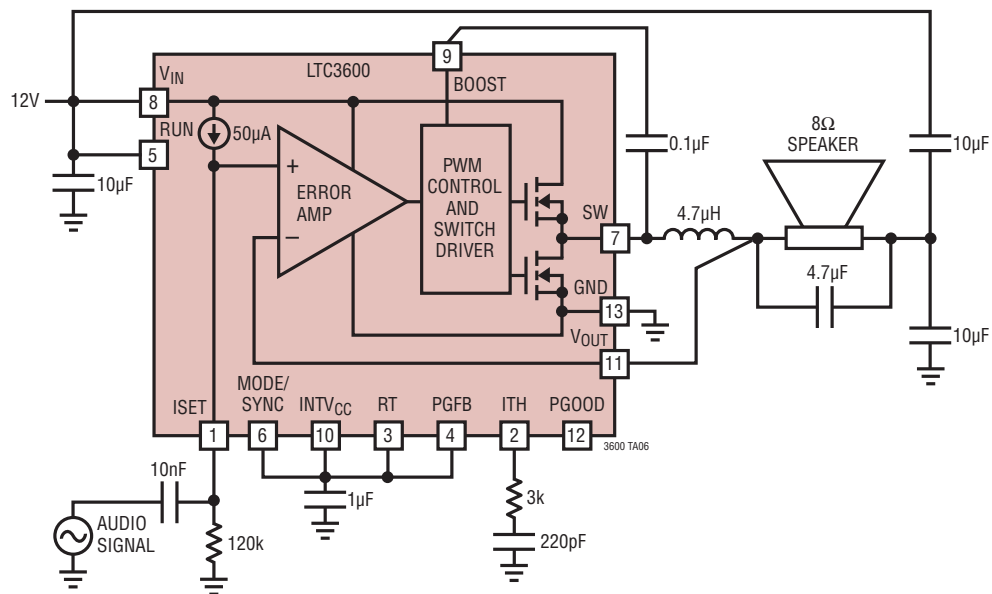 LTC3600
9
BOOST
V_IN
12V
8
RUN
50µA
5
10µF
+
ERROR
AMP
−
PWM
CONTROL
AND
SWITCH
DRIVER
0.1µF
8Ω
SPEAKER
10µF
SW
7
4.7µH
4.7µF
GND
13
V_OUT
11
10µF
ISET
MODE/
SYNC
INTV_CC
RT
PGFB
ITH
PGOOD
1
6
10
3
4
2
12
3600 TA06
10nF
1µF
3k
AUDIO
SIGNAL
120k
220pF